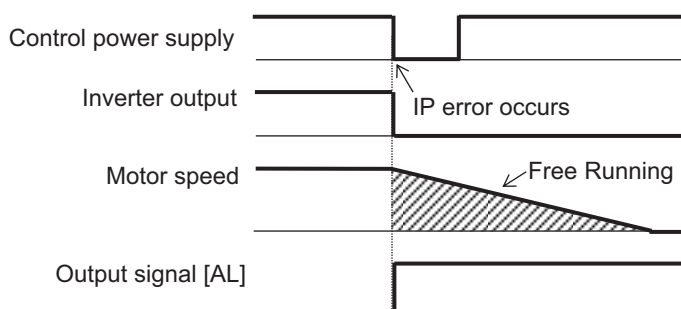 Control power supply
IP error occurs
Inverter output
Free Running
Motor speed
Output signal [AL]